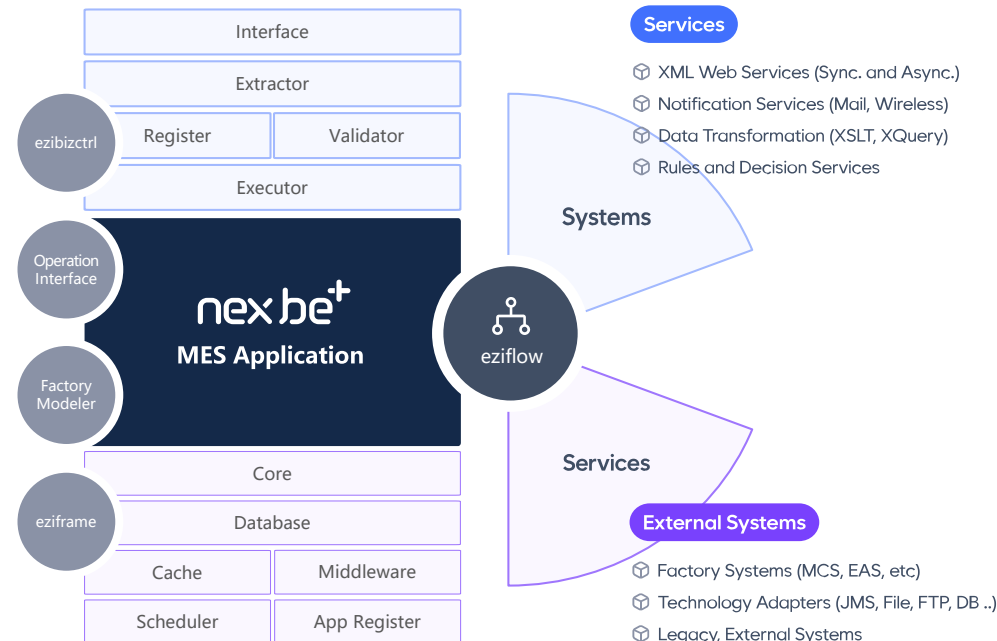 Interface
Extractor
Register
Validator
Executor
ezibizctrl
Operation
Interface
Factory
Modeler
eziframe
nexbe+
MES Application
Core
Database
Cache
Middleware
Scheduler
App Register
eziflow
Systems
Services
Services
XML Web Services (Sync. and Async.)
Notification Services (Mail, Wireless)
Data Transformation (XSLT, XQuery)
Rules and Decision Services
External Systems
Factory Systems (MCS, EAS, etc)
Technology Adapters (JMS, File, FTP, DB ..)
Legacy, External Systems